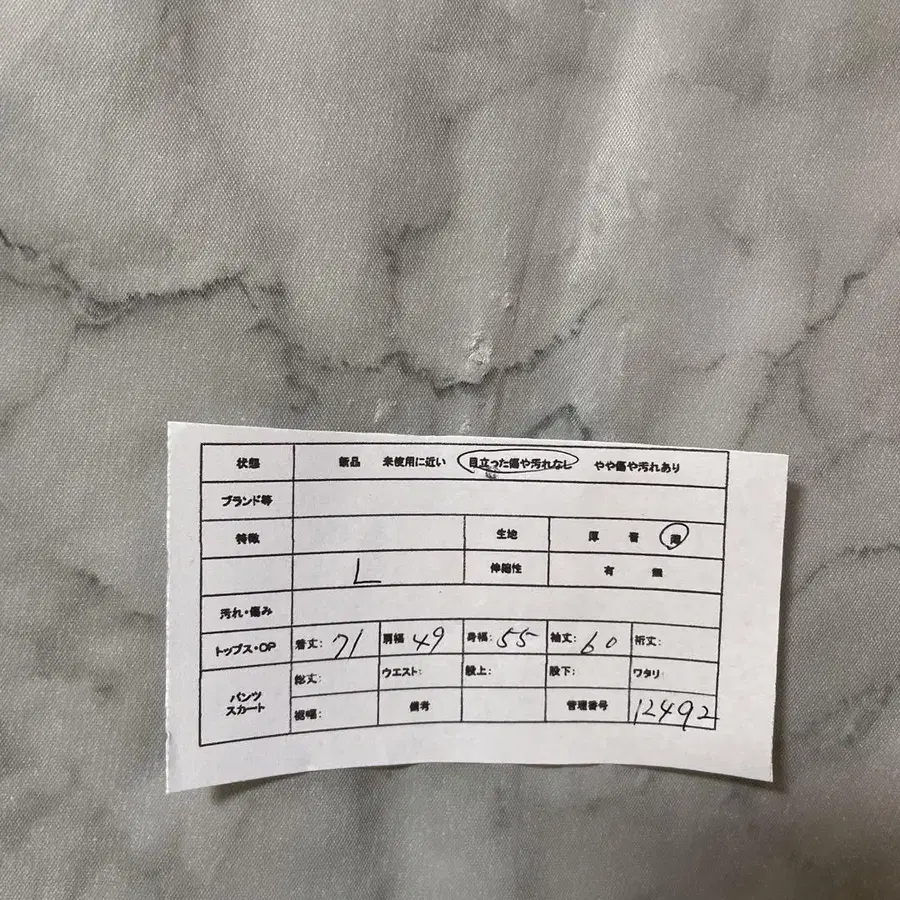 状態 新品 未使用に近い 目立った傷や汚れなし やや傷や汚れあり
ブランド等
特徴 生地 厚 普 薄
L 伸縮性 有 無
汚れ・傷み
トップス・OP 着丈: 71 肩幅: 49 身幅: 55 袖丈: 60 裄丈:
パンツ スカート 総丈: ウエスト: 股上: 股下: ワタリ:
裾幅: 備考 管理番号 12492